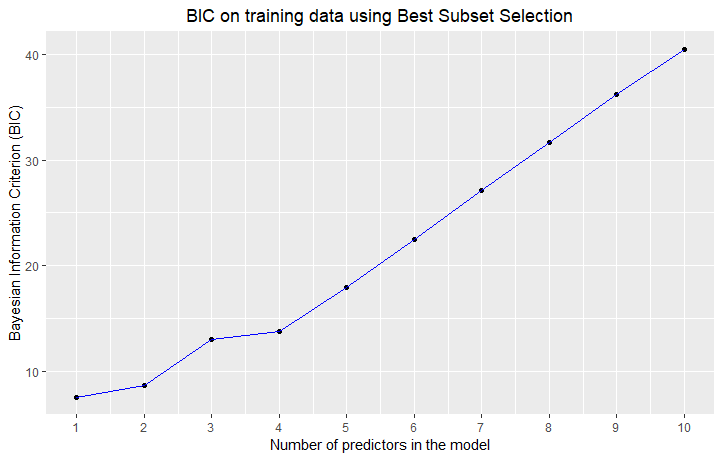 BIC on training data using Best Subset Selection
Bayesian Information Criterion (BIC)
40
30
20
10
1 2 3 4 5 6 7 8 9 10
Number of predictors in the model